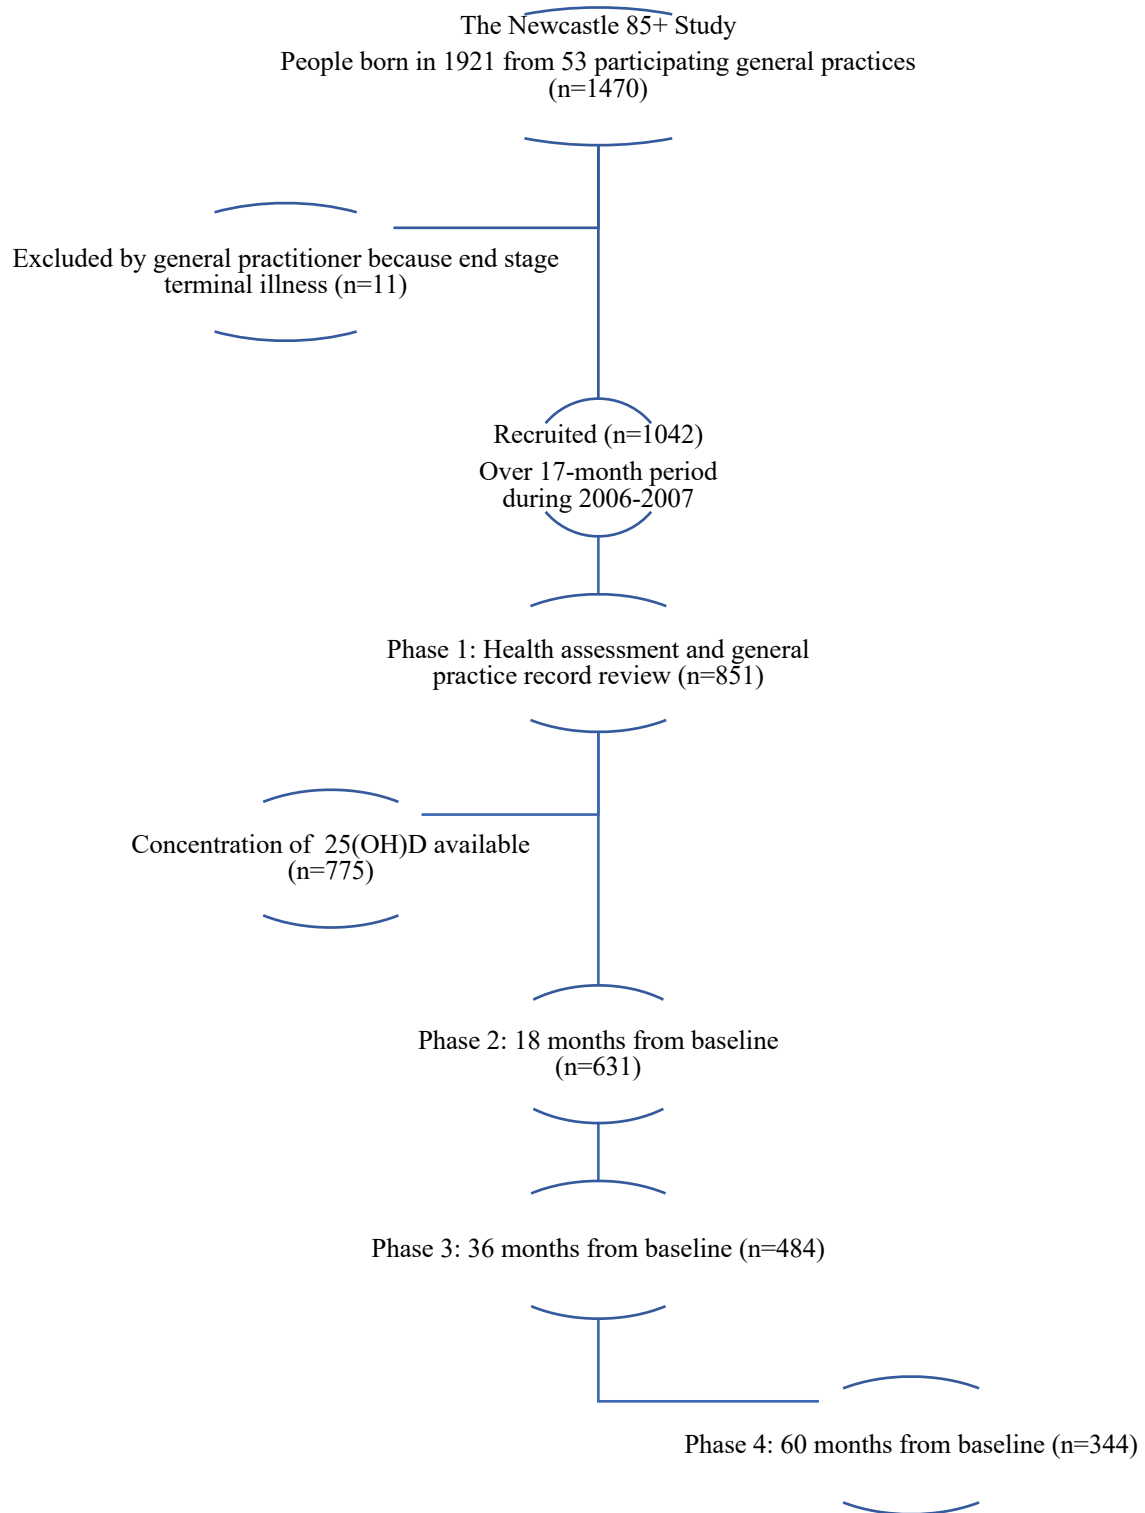 The Newcastle 85+ Study
People born in 1921 from 53 participating general practices
(n=1470)
Excluded by general practitioner because end stage
terminal illness (n=11)
Recruited (n=1042)
Over 17-month period
during 2006-2007
Phase 1: Health assessment and general
practice record review (n=851)
Concentration of 25(OH)D available
(n=775)
Phase 2: 18 months from baseline
(n=631)
Phase 3: 36 months from baseline (n=484)
Phase 4: 60 months from baseline (n=344)